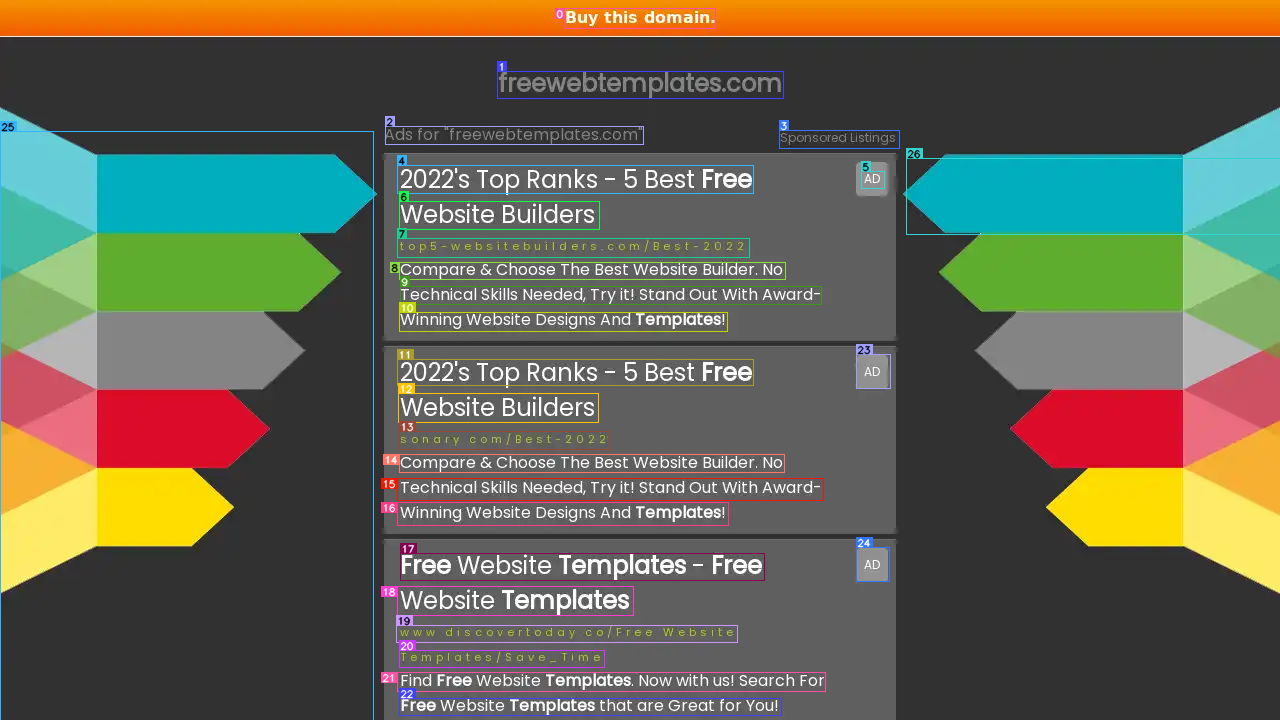 Buy this domain.
freewebtemplates.com
Ads for "freewebtemplates.com"
Sponsored Listings
2022's Top Ranks - 5 Best Free
Website Builders
AD
top5-websitebuilders.com/Best-2022
Compare & Choose The Best Website Builder. No
Technical Skills Needed, Try it! Stand Out With Award-
Winning Website Designs And Templates!
2022's Top Ranks - 5 Best Free
Website Builders
AD
sonary.com/Best-2022
Compare & Choose The Best Website Builder. No
Technical Skills Needed, Try it! Stand Out With Award-
Winning Website Designs And Templates!
Free Website Templates - Free
Website Templates
AD
www.discovertoday.co/Free Website
Templates/Save_Time
Find Free Website Templates. Now with us! Search For
Free Website Templates that are Great for You!
0
1
2
3
4
5
6
7
8
9
10
11
12
13
14
15
16
17
18
19
20
21
22
23
24
25
26